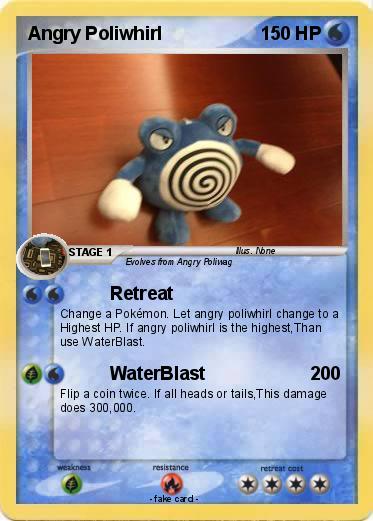 Angry Poliwhirl 150 HP
STAGE 1 Illus. None
Evolves from Angry Poliwag
Retreat
Change a Pokémon. Let angry poliwhirl change to a
Highest HP. If angry poliwhirl is the highest,Than
use WaterBlast.
WaterBlast 200
Flip a coin twice. If all heads or tails,This damage
does 300,000.
weakness resistance retreat cost
- fake card -